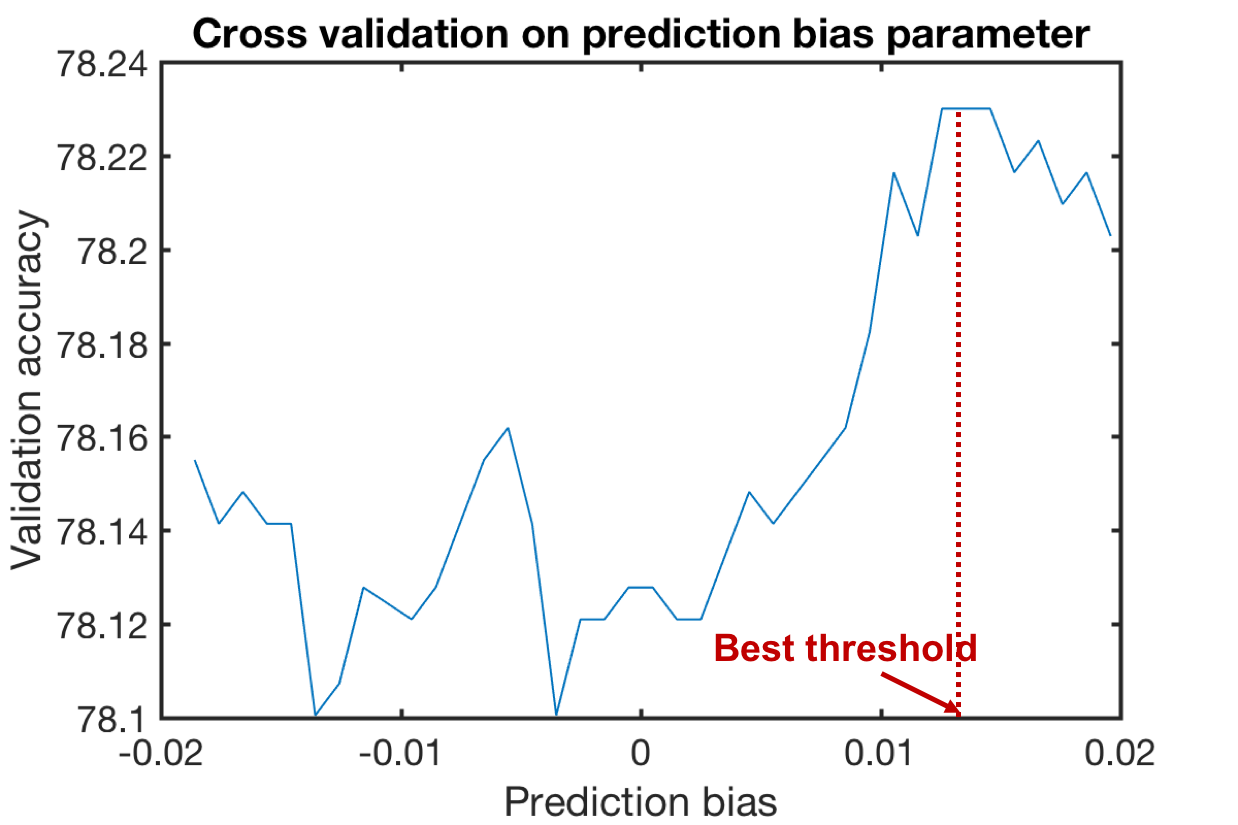 Cross validation on prediction bias parameter
78.24
78.22
78.2
78.18
78.16
78.14
78.12
78.1
Validation accuracy
Best threshold
-0.02 -0.01 0 0.01 0.02
Prediction bias